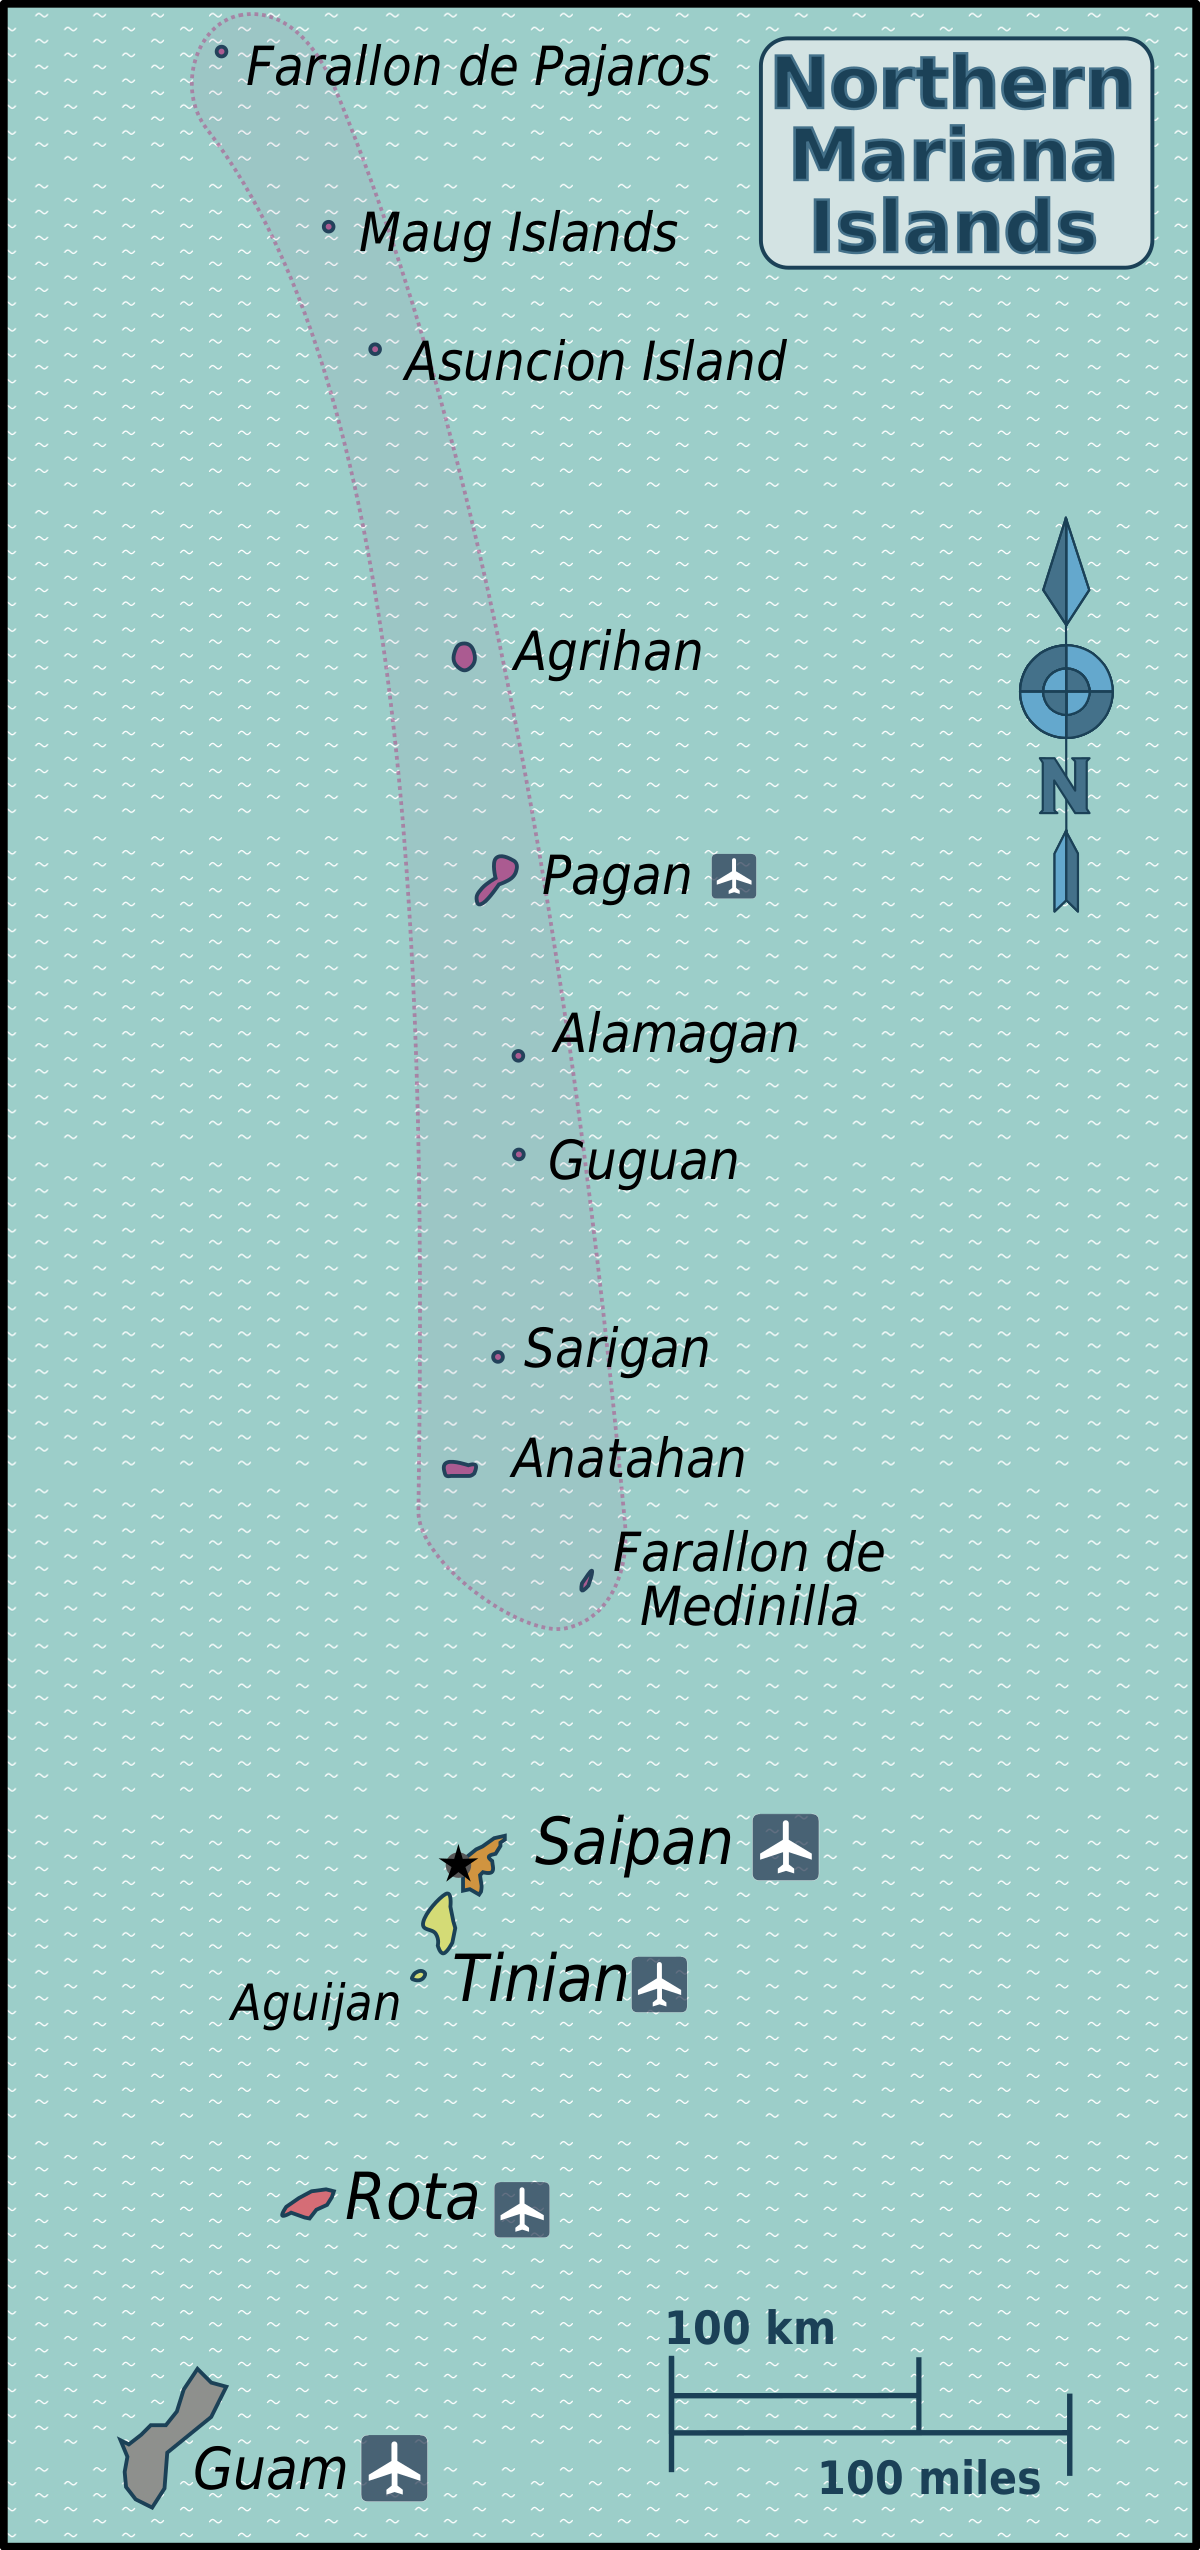 Farallon de Pajaros
Northern
Mariana
Islands
Maug Islands
Asuncion Island
Agrihan
N
Pagan
Alamagan
Guguan
Sarigan
Anatahan
Farallon de
Medinilla
Saipan
Tinian
Aguijan
Rota
100 km
Guam
100 miles